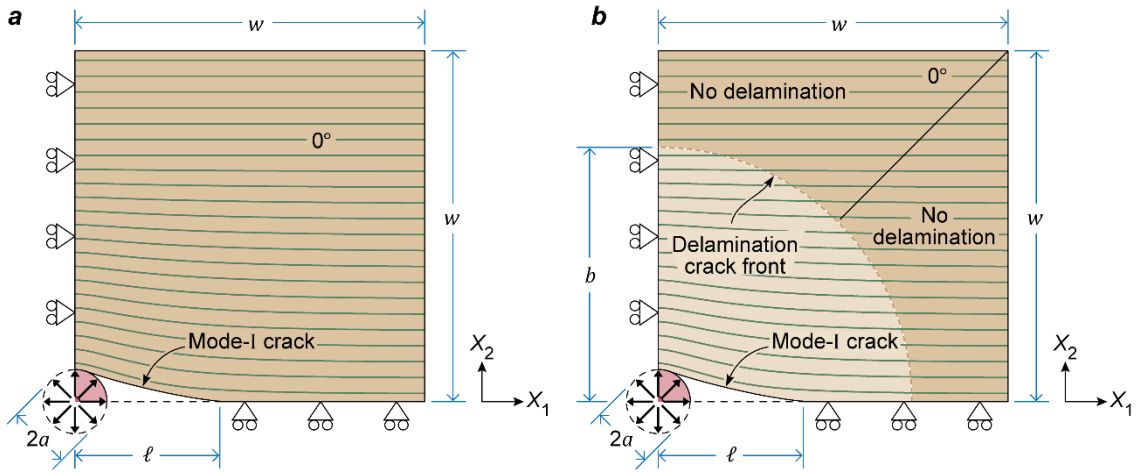 a
w
0°
w
Mode-I crack
X2
X1
2a
ℓ
b
w
0°
No delamination
No
delamination
w
Delamination
crack front
b
Mode-I crack
X2
X1
2a
ℓ